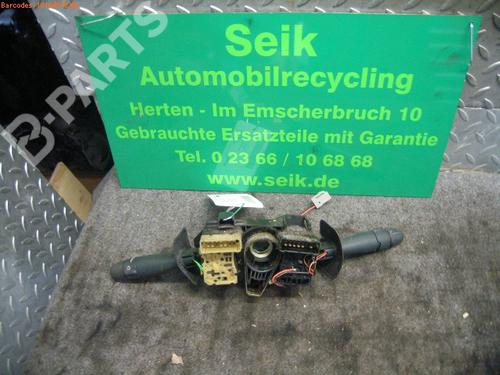 B-PARTS
Seik
Automobilrecycling
Herten - Im Emscherbruch 10
Gebrauchte Ersatzteile mit Garantie
Tel. 0 23 66 / 10 68 68
www.seik.de